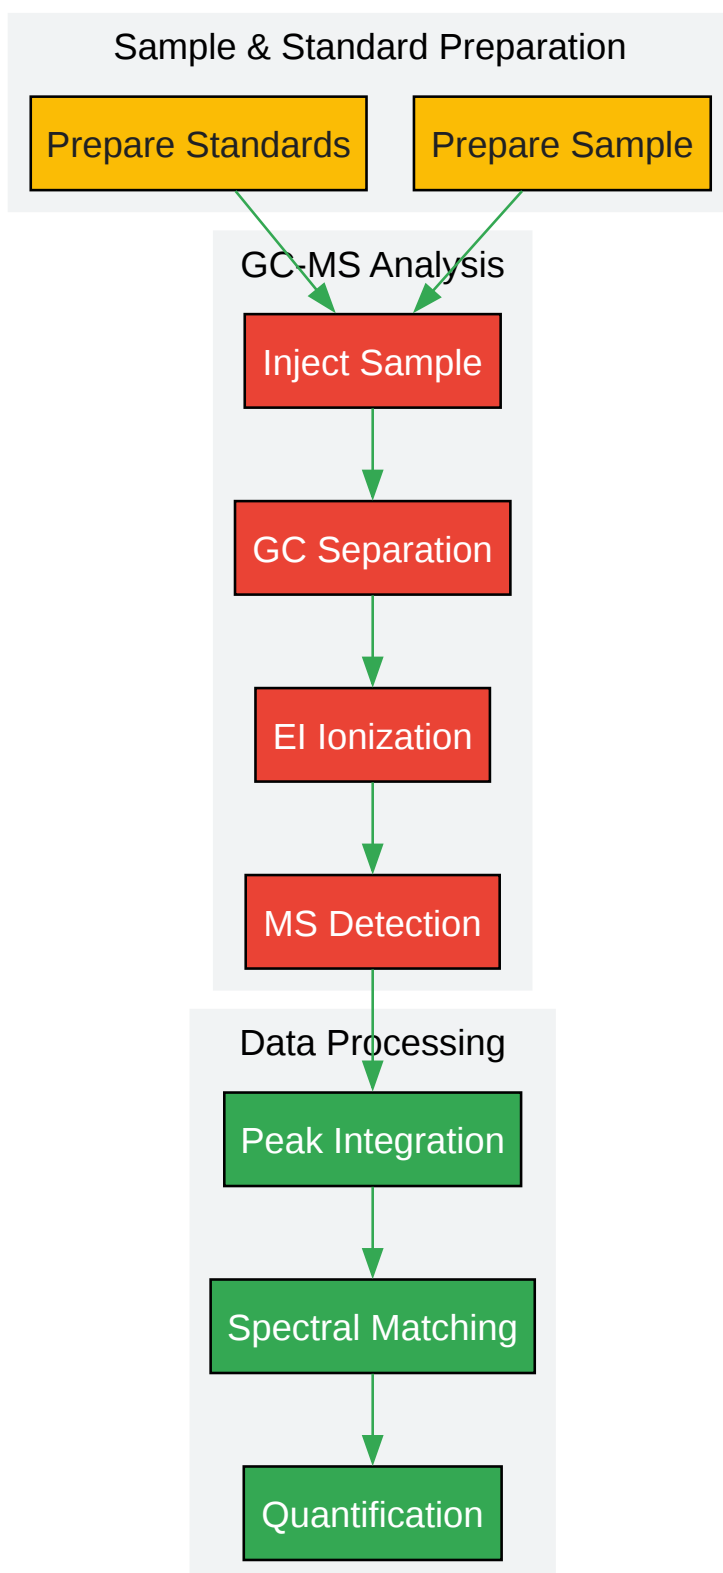 Sample & Standard Preparation
Prepare Standards
Prepare Sample
GC-MS Analysis
Inject Sample
GC Separation
EI Ionization
MS Detection
Data Processing
Peak Integration
Spectral Matching
Quantification